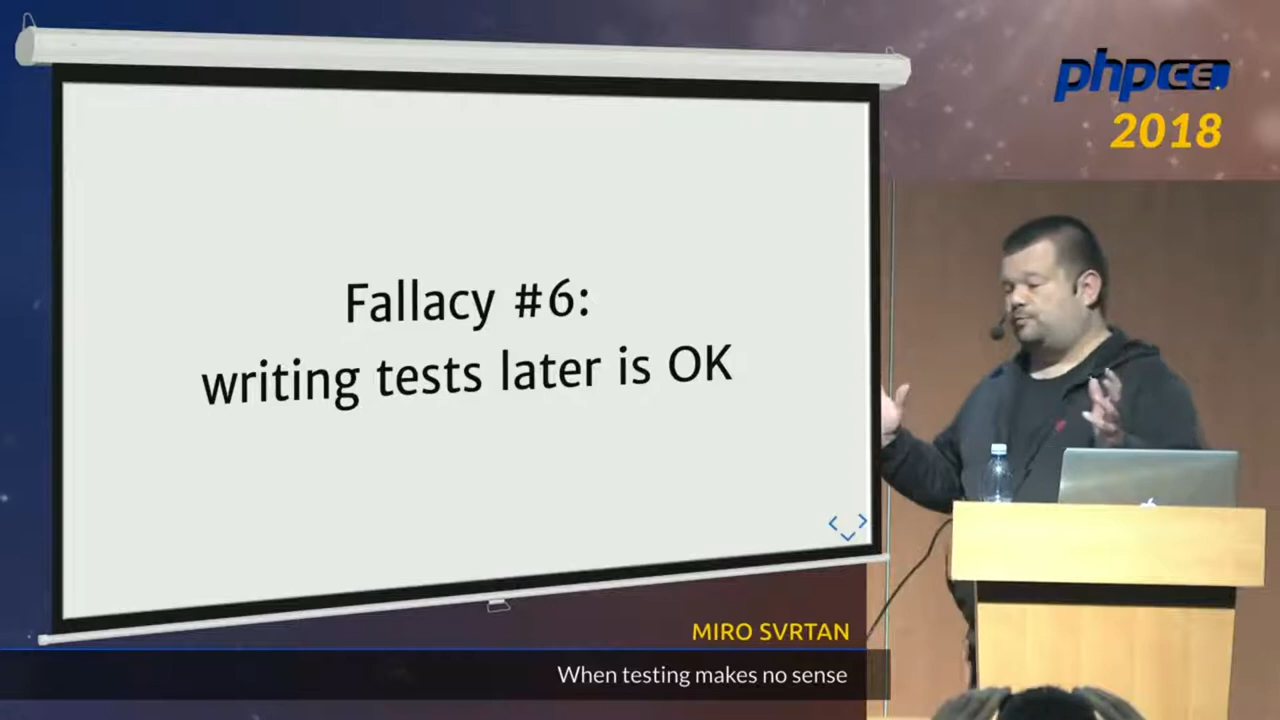 phpce
2018
Fallacy #6:
writing tests later is OK
MIRO SVRTAN
When testing makes no sense